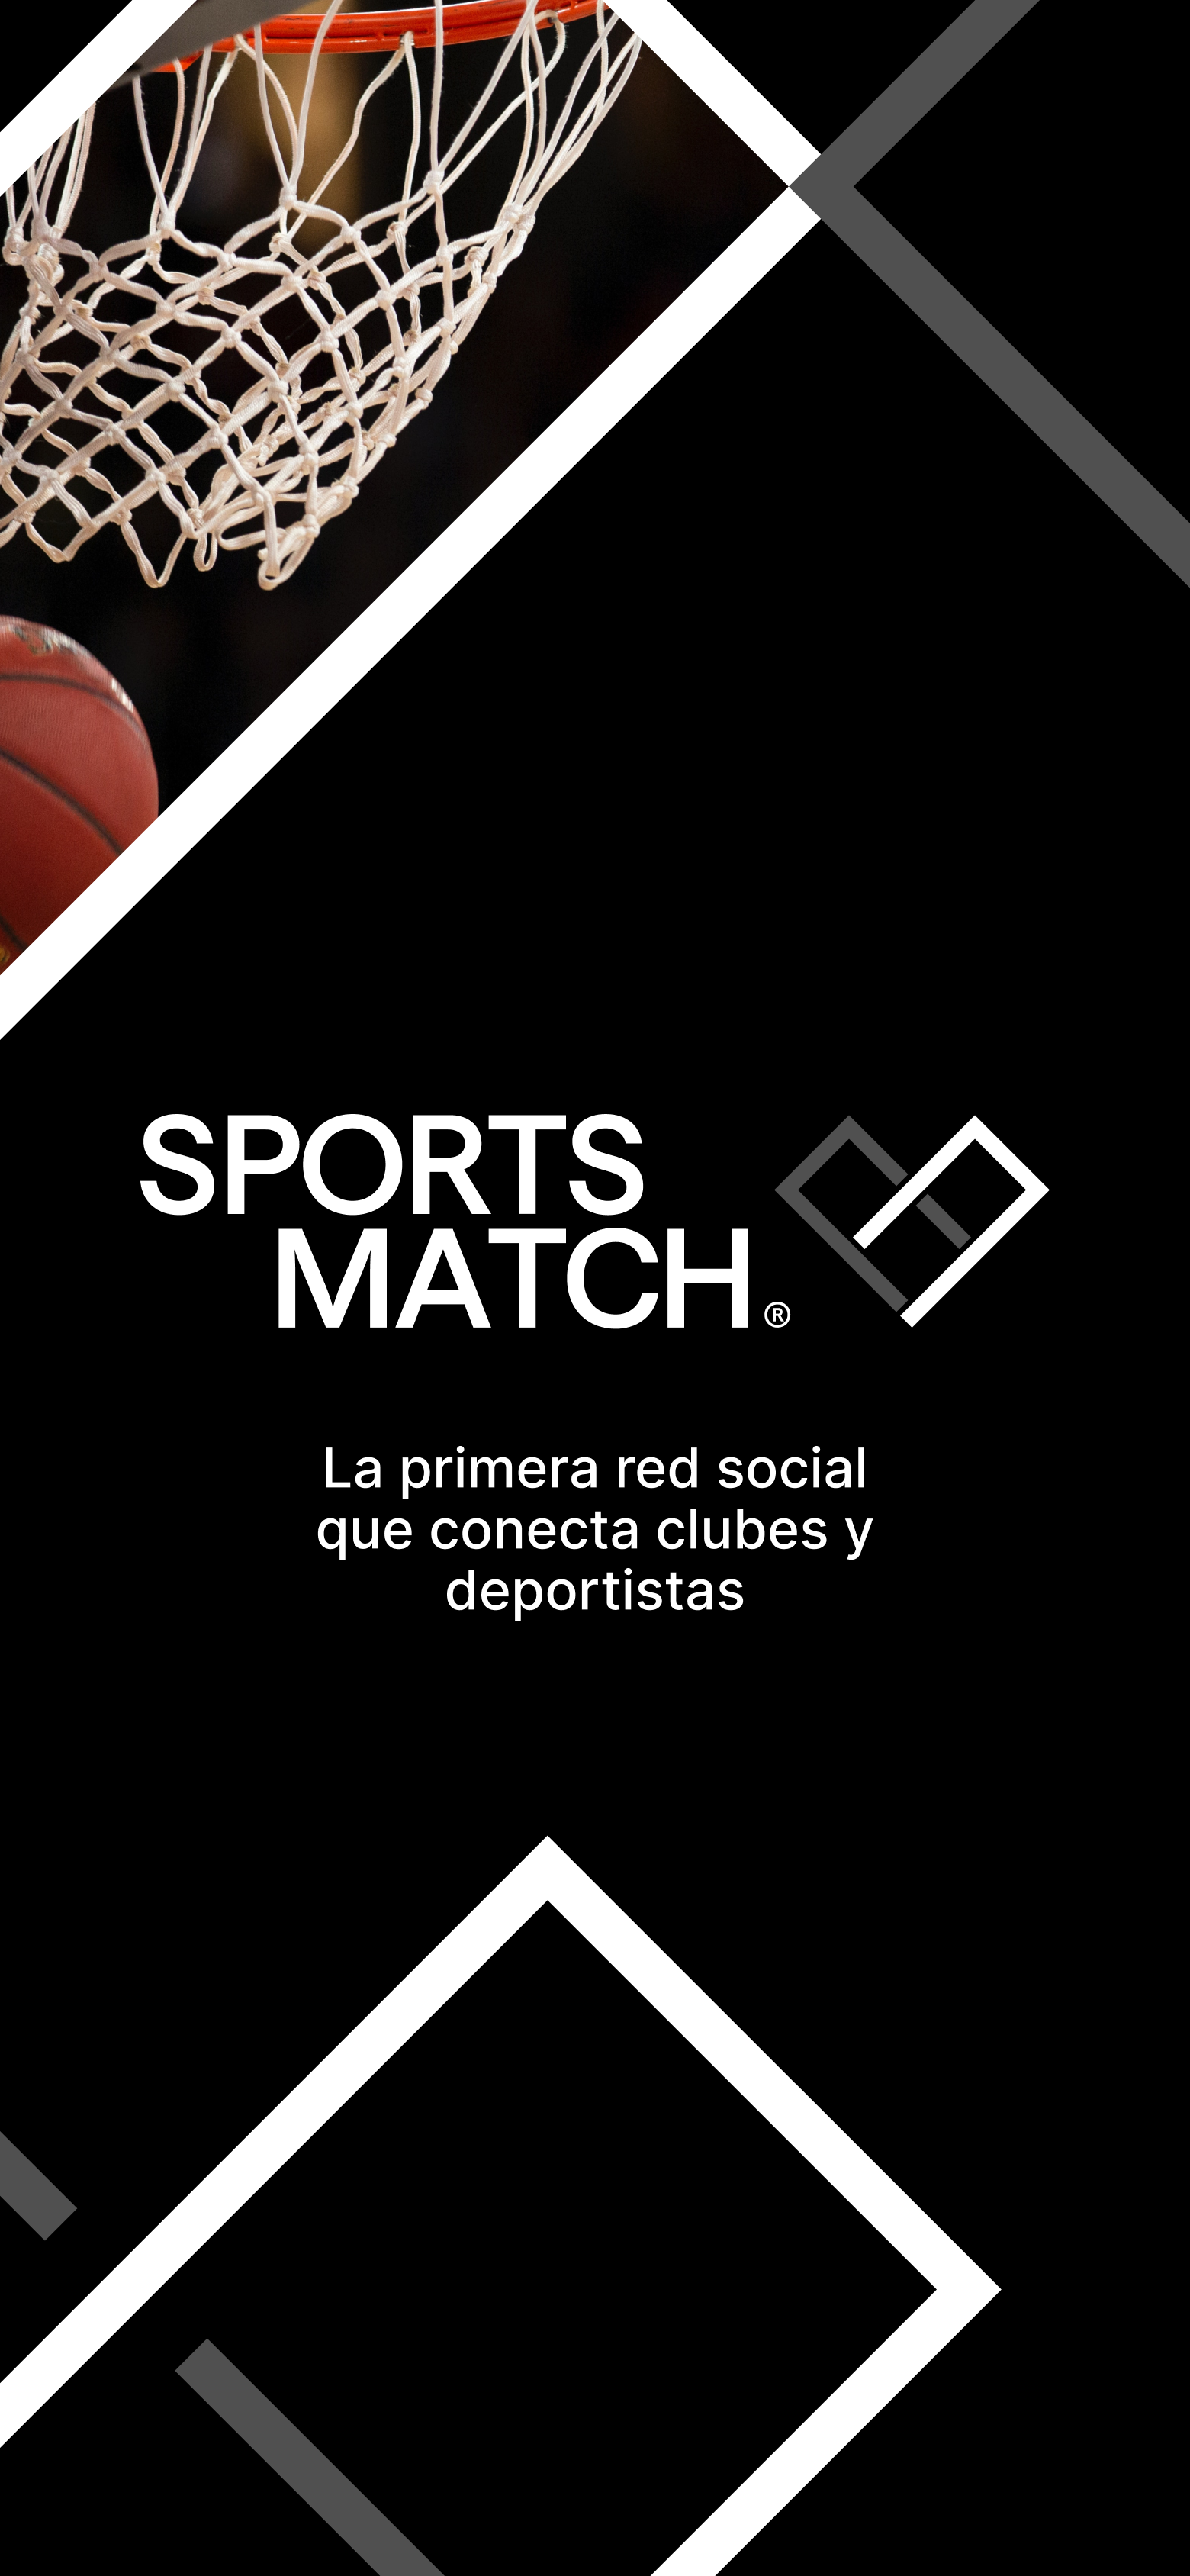 SPORTS
MATCH®
La primera red social
que conecta clubes y
deportistas